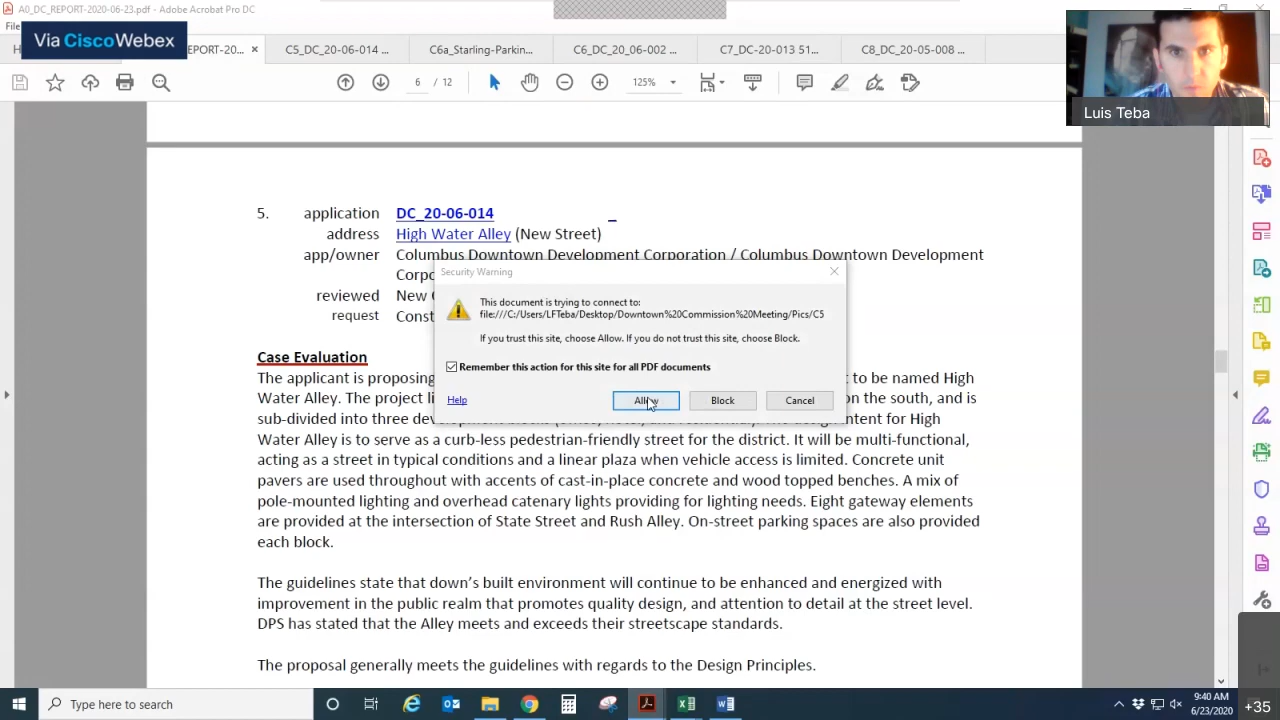 A0_DC_REPORT-2020-06-23.pdf - Adobe Acrobat Pro DC
Via Cisco Webex
EPORT-20... ×
C5_DC_20-06-014 ...
C6a_Starling-Parkin...
C6_DC_20_06-002 ...
C7_DC-20-013 51...
C8_DC_20-05-008 ...
6 / 12
125%
Luis Teba
5. application DC_20-06-014 _
address High Water Alley (New Street)
app/owner Columbus Downtown Development Corporation / Columbus Downtown Development
Corpo
reviewed New C
request Const
Security Warning
This document is trying to connect to:
file:///C:/Users/LFTeba/Desktop/Downtown%20Commission%20Meeting/Pics/C5
If you trust this site, choose Allow. If you do not trust this site, choose Block.
Remember this action for this site for all PDF documents
Help
Allow
Block
Cancel
Case Evaluation
The applicant is proposing t to be named High
Water Alley. The project li on the south, and is
sub-divided into three de ntent for High
Water Alley is to serve as a curb-less pedestrian-friendly street for the district. It will be multi-functional,
acting as a street in typical conditions and a linear plaza when vehicle access is limited. Concrete unit
pavers are used throughout with accents of cast-in-place concrete and wood topped benches. A mix of
pole-mounted lighting and overhead catenary lights providing for lighting needs. Eight gateway elements
are provided at the intersection of State Street and Rush Alley. On-street parking spaces are also provided
each block.
The guidelines state that down's built environment will continue to be enhanced and energized with
improvement in the public realm that promotes quality design, and attention to detail at the street level.
DPS has stated that the Alley meets and exceeds their streetscape standards.
The proposal generally meets the guidelines with regards to the Design Principles.
Type here to search
9:40 AM
6/23/2020
+35